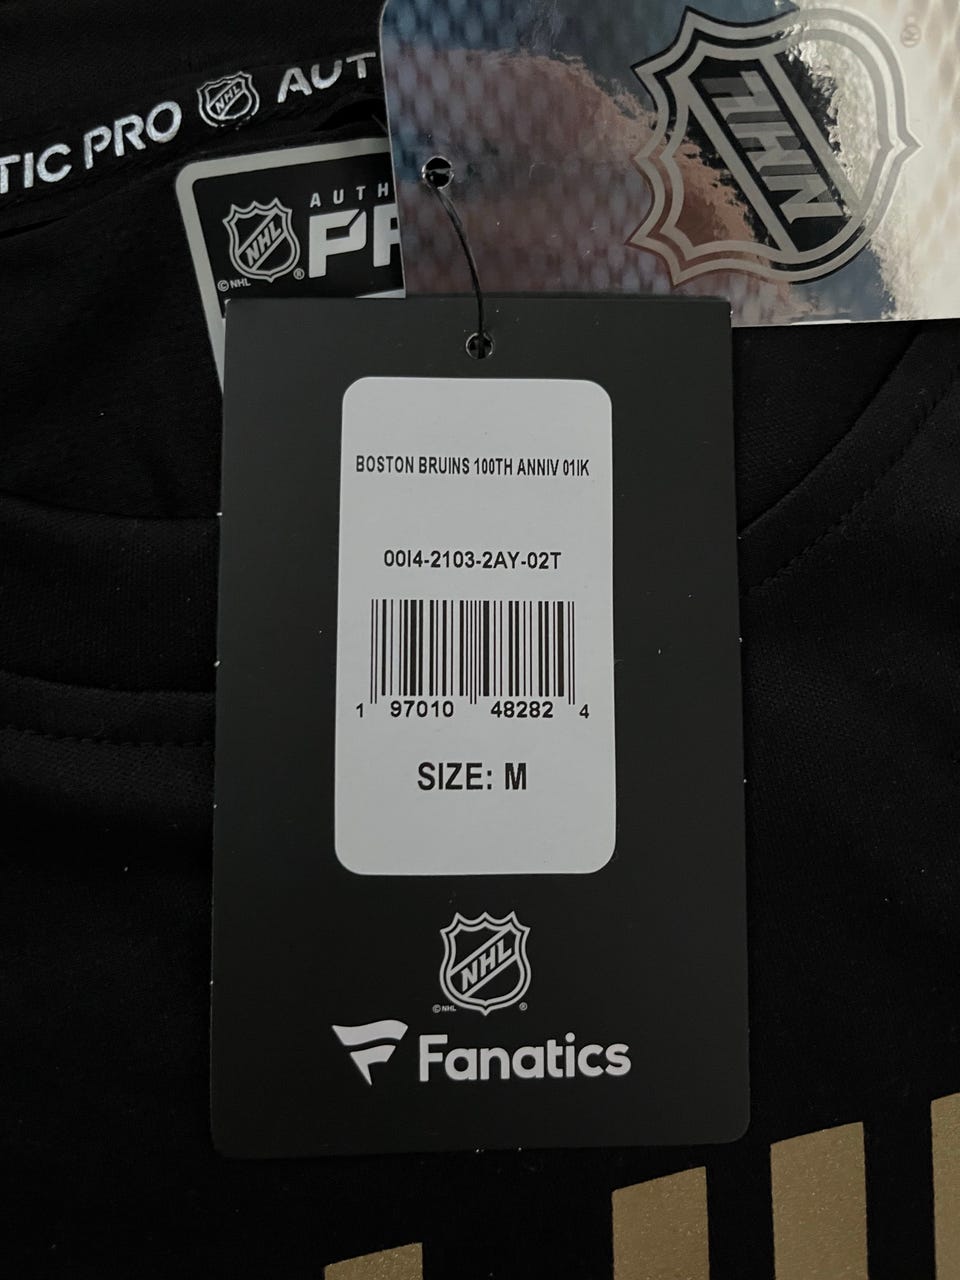 TIC PRO NHL AUT
NHL
AUTH
NHL
PR
® ©NHL
BOSTON BRUINS 100TH ANNIV 01IK
00I4-2103-2AY-02T
1 97010 48282 4
SIZE: M
NHL
©NHL ®
Fanatics